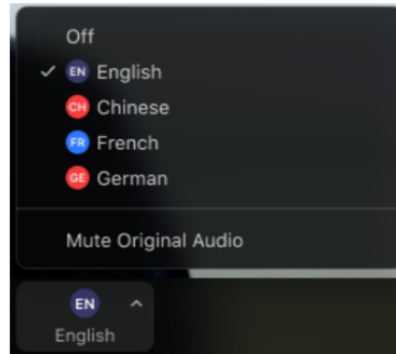 Off
EN English
CH Chinese
FR French
GE German
Mute Original Audio
EN
English